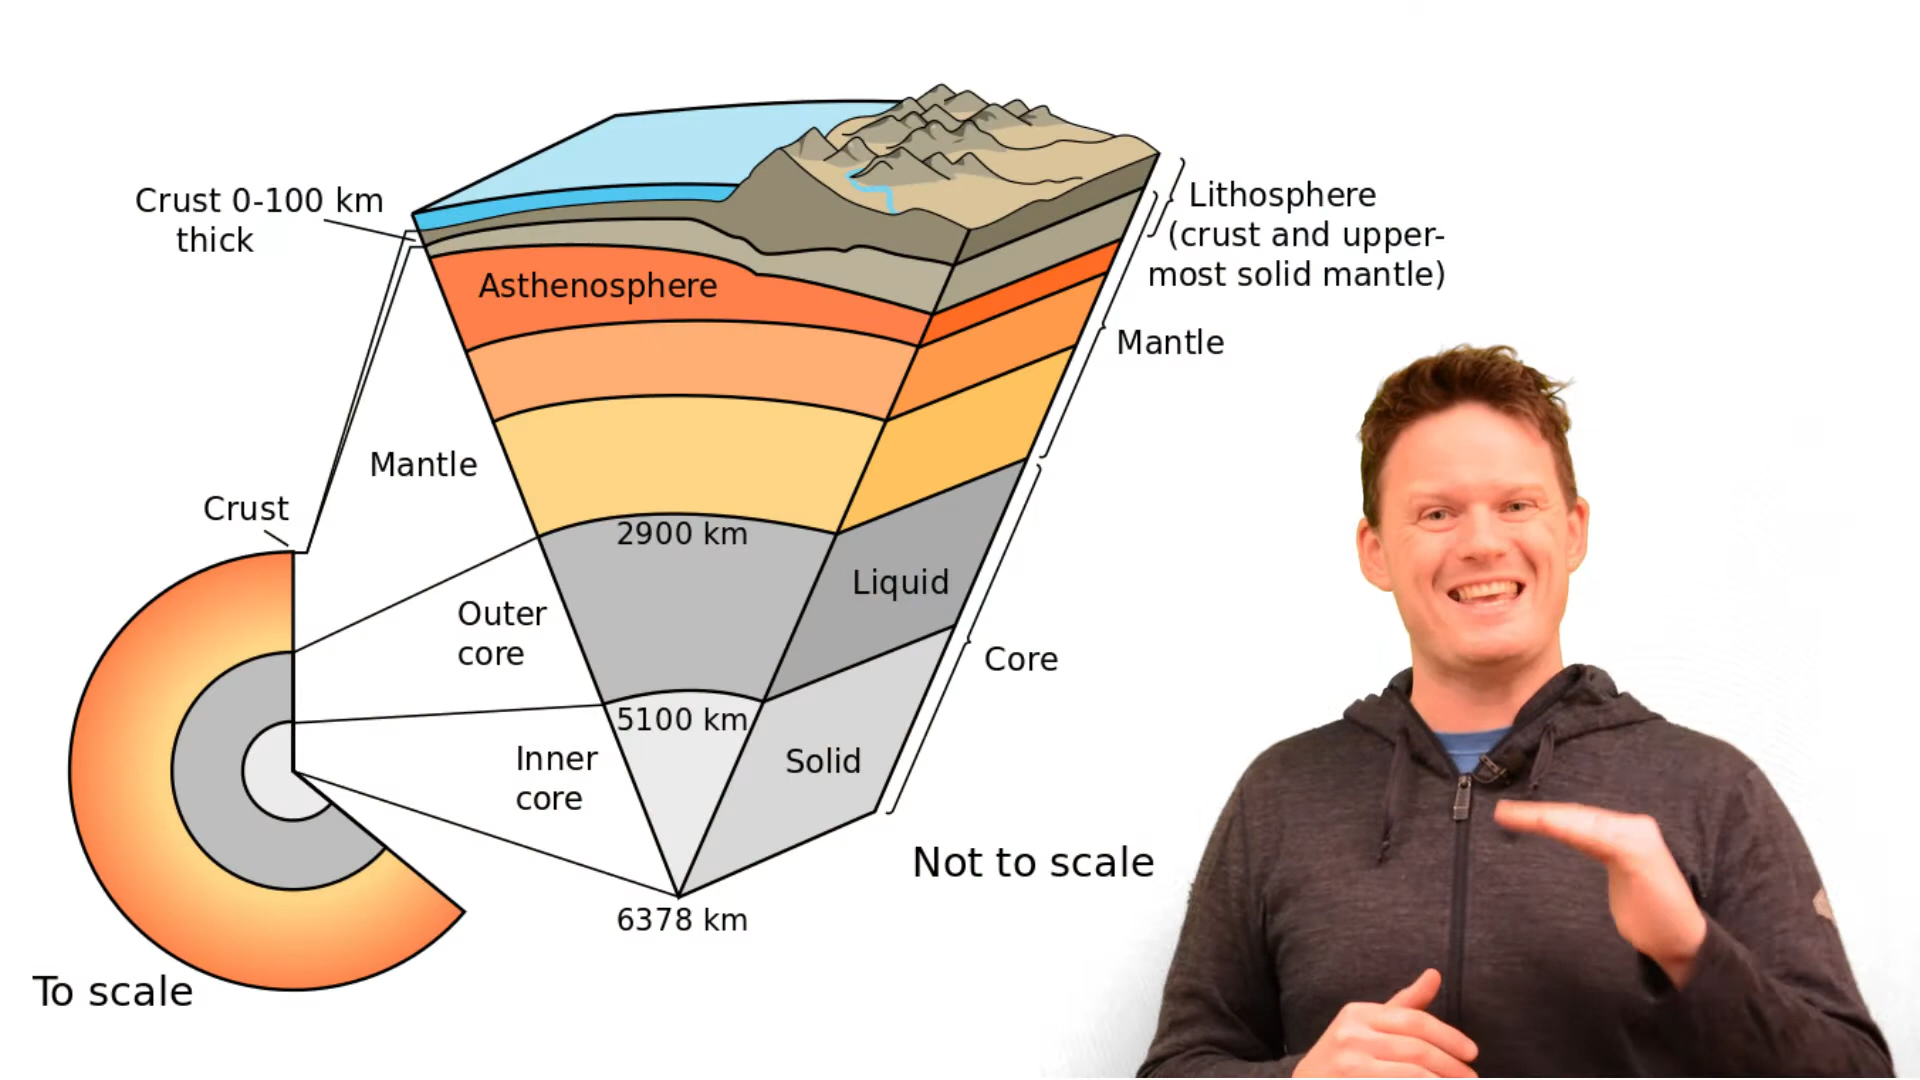 Crust 0-100 km
thick
Asthenosphere
Lithosphere
(crust and upper-
most solid mantle)
Mantle
Mantle
Crust
2900 km
Liquid
Outer
core
Core
5100 km
Inner
core
Solid
Not to scale
6378 km
To scale